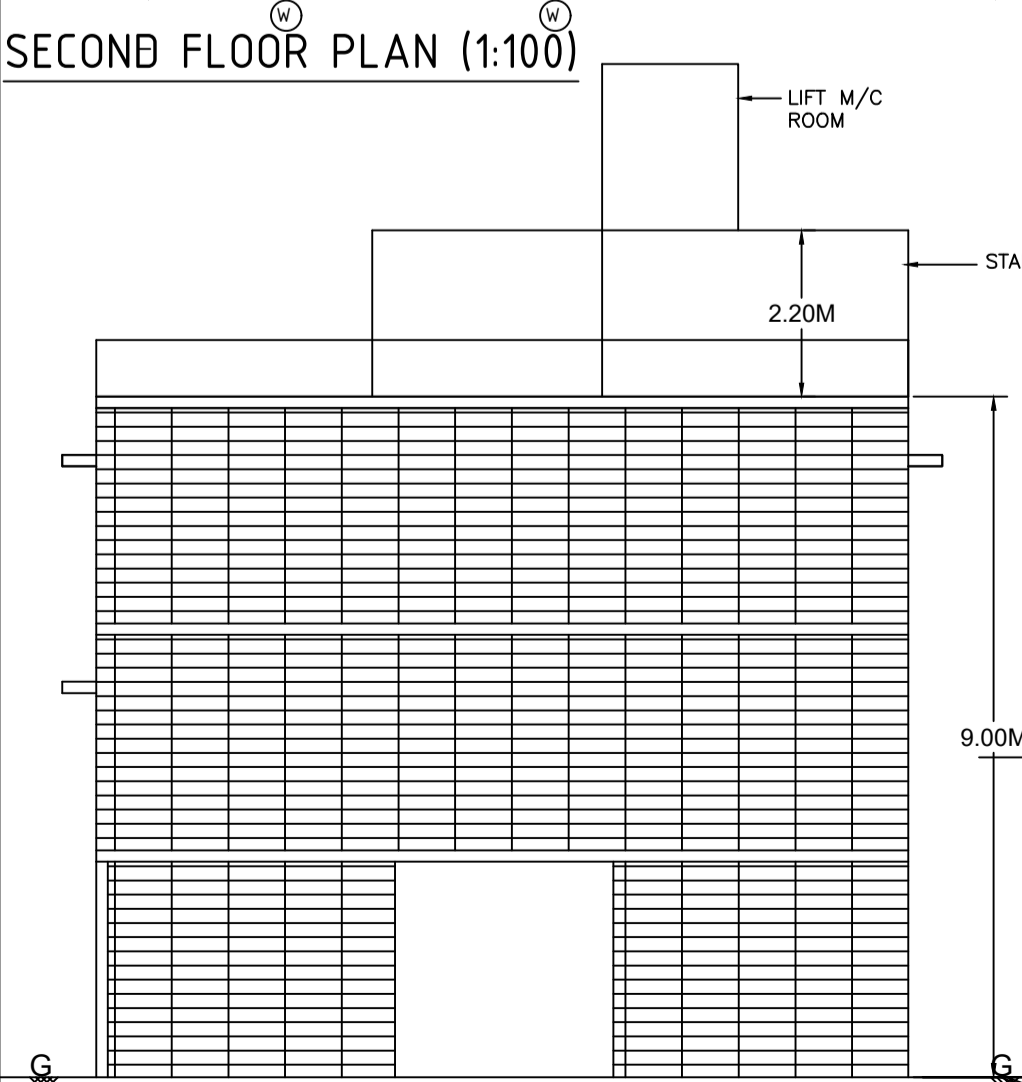 W W
SECOND FLOOR PLAN (1:100)
LIFT M/C
ROOM
STA
2.20M
9.00M
G G